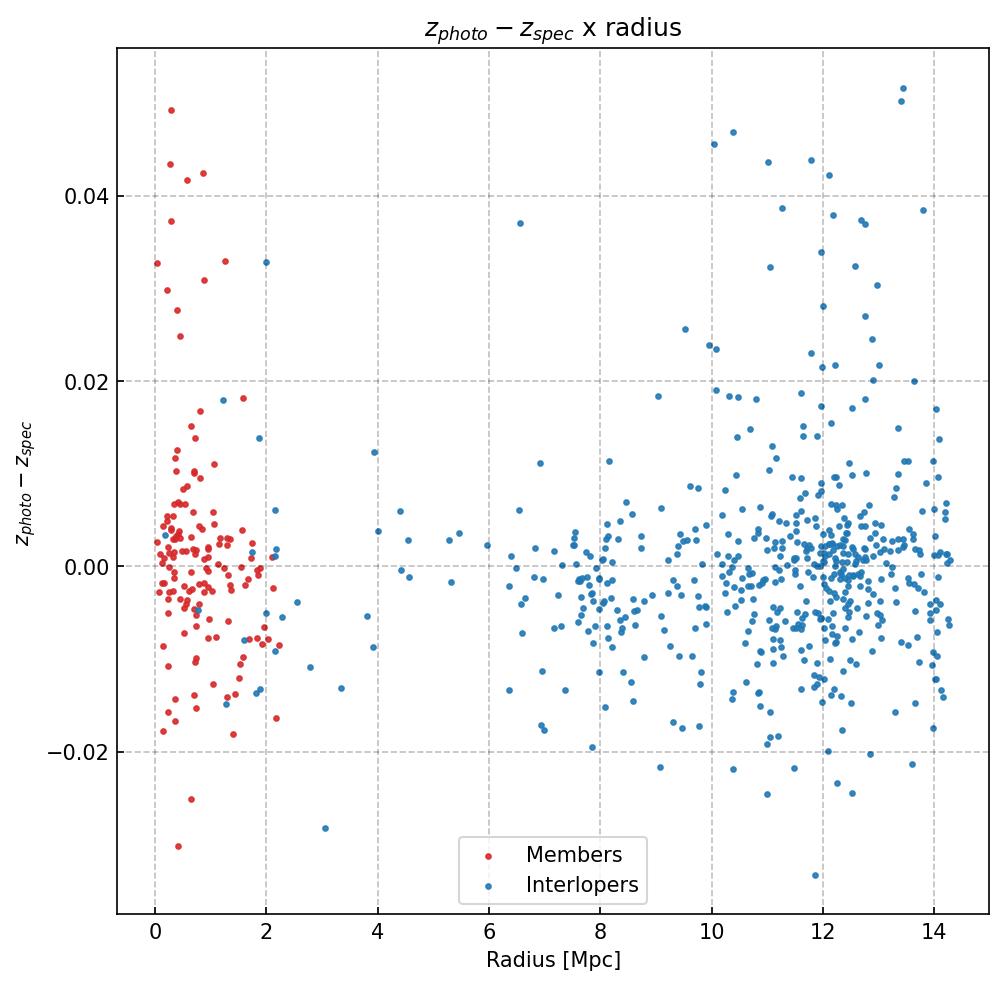 z_photo − z_spec x radius
z_photo − z_spec
0.04
0.02
0.00
−0.02
0 2 4 6 8 10 12 14
Radius [Mpc]
Members
Interlopers